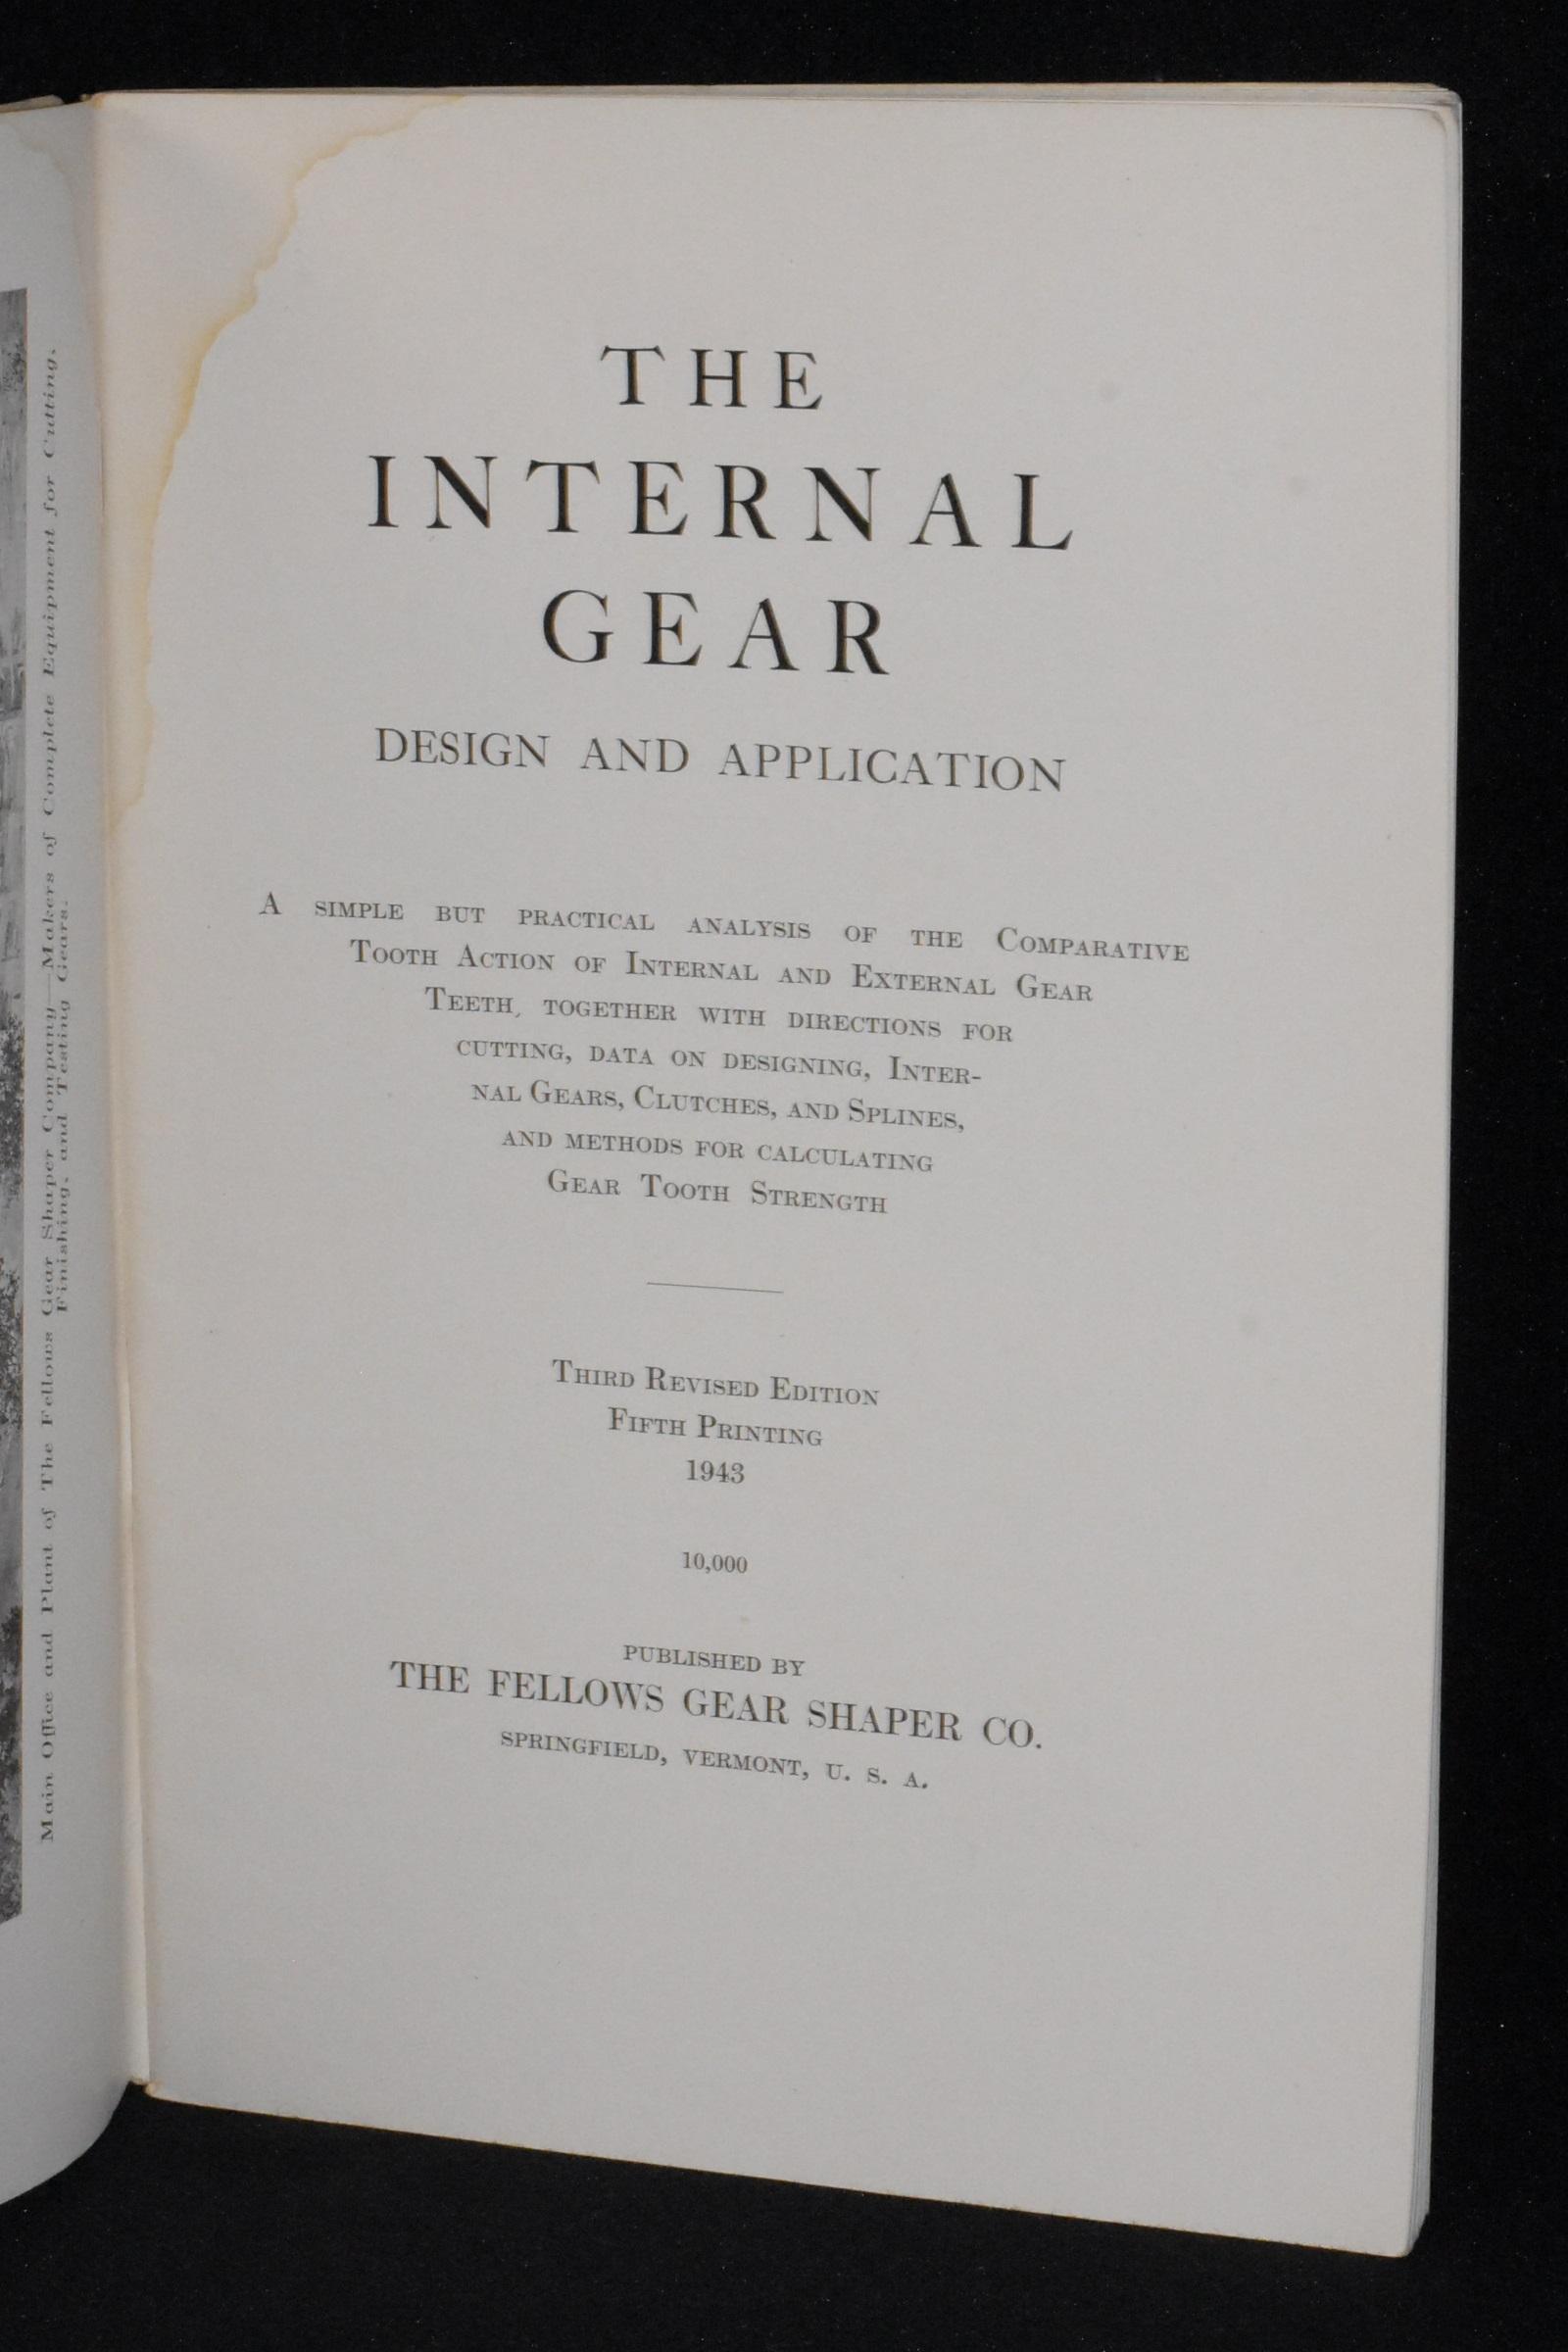 Main Office and Plant of The Fellows Gear Shaper Company—Makers of Complete Equipment for Cutting,
Finishing, and Testing Gears.
THE
INTERNAL
GEAR
DESIGN AND APPLICATION
A SIMPLE BUT PRACTICAL ANALYSIS OF THE COMPARATIVE
TOOTH ACTION OF INTERNAL AND EXTERNAL GEAR
TEETH, TOGETHER WITH DIRECTIONS FOR
CUTTING, DATA ON DESIGNING, INTER-
NAL GEARS, CLUTCHES, AND SPLINES,
AND METHODS FOR CALCULATING
GEAR TOOTH STRENGTH
THIRD REVISED EDITION
FIFTH PRINTING
1943
10,000
PUBLISHED BY
THE FELLOWS GEAR SHAPER CO.
SPRINGFIELD, VERMONT, U. S. A.